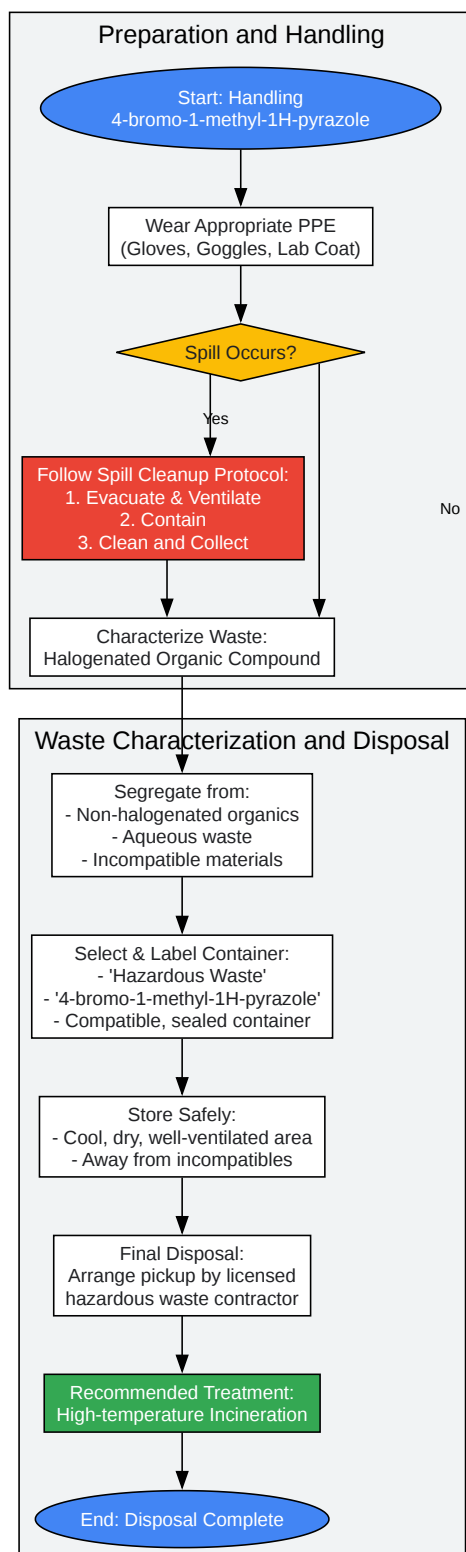 Preparation and Handling
Start: Handling
4-bromo-1-methyl-1H-pyrazole
Wear Appropriate PPE
(Gloves, Goggles, Lab Coat)
Spill Occurs?
Yes
Follow Spill Cleanup Protocol:
1. Evacuate & Ventilate
2. Contain
3. Clean and Collect
No
Characterize Waste:
Halogenated Organic Compound
Waste Characterization and Disposal
Segregate from:
- Non-halogenated organics
- Aqueous waste
- Incompatible materials
Select & Label Container:
- 'Hazardous Waste'
- '4-bromo-1-methyl-1H-pyrazole'
- Compatible, sealed container
Store Safely:
- Cool, dry, well-ventilated area
- Away from incompatibles
Final Disposal:
Arrange pickup by licensed
hazardous waste contractor
Recommended Treatment:
High-temperature Incineration
End: Disposal Complete